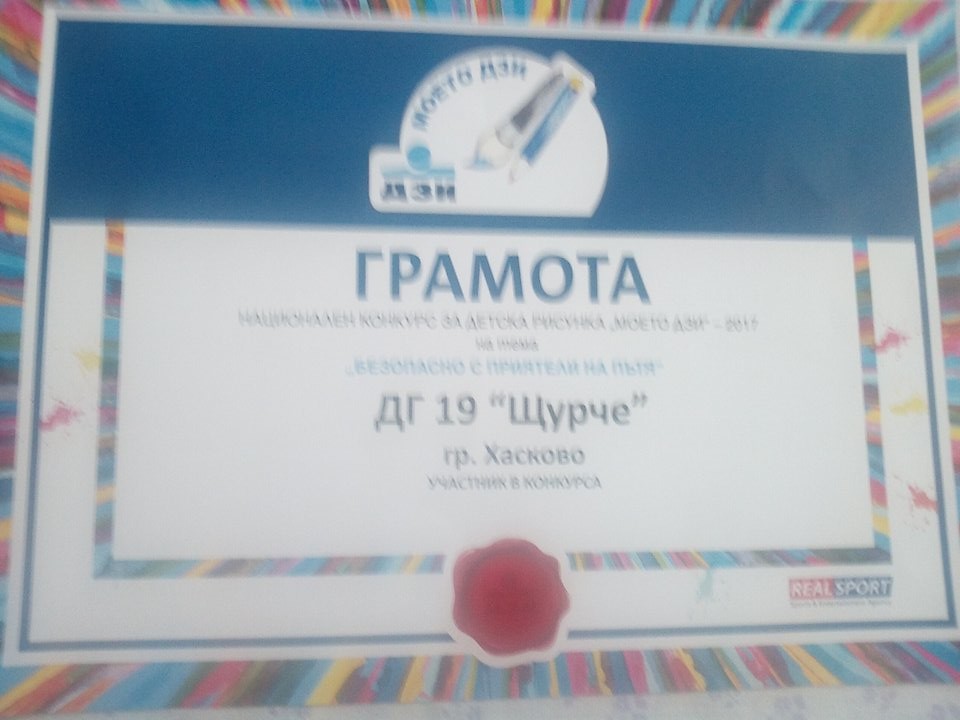 МОЕТО ДЗИ
ДЗИ
ГРАМОТА
НАЦИОНАЛЕН КОНКУРС ЗА ДЕТСКА РИСУНКА „МОЕТО ДЗИ“ – 2017
на тема
„БЕЗОПАСНО С ПРИЯТЕЛИ НА ПЪТЯ“
ДГ 19 “Щурче”
гр. Хасково
УЧАСТНИК В КОНКУРСА
REAL SPORT